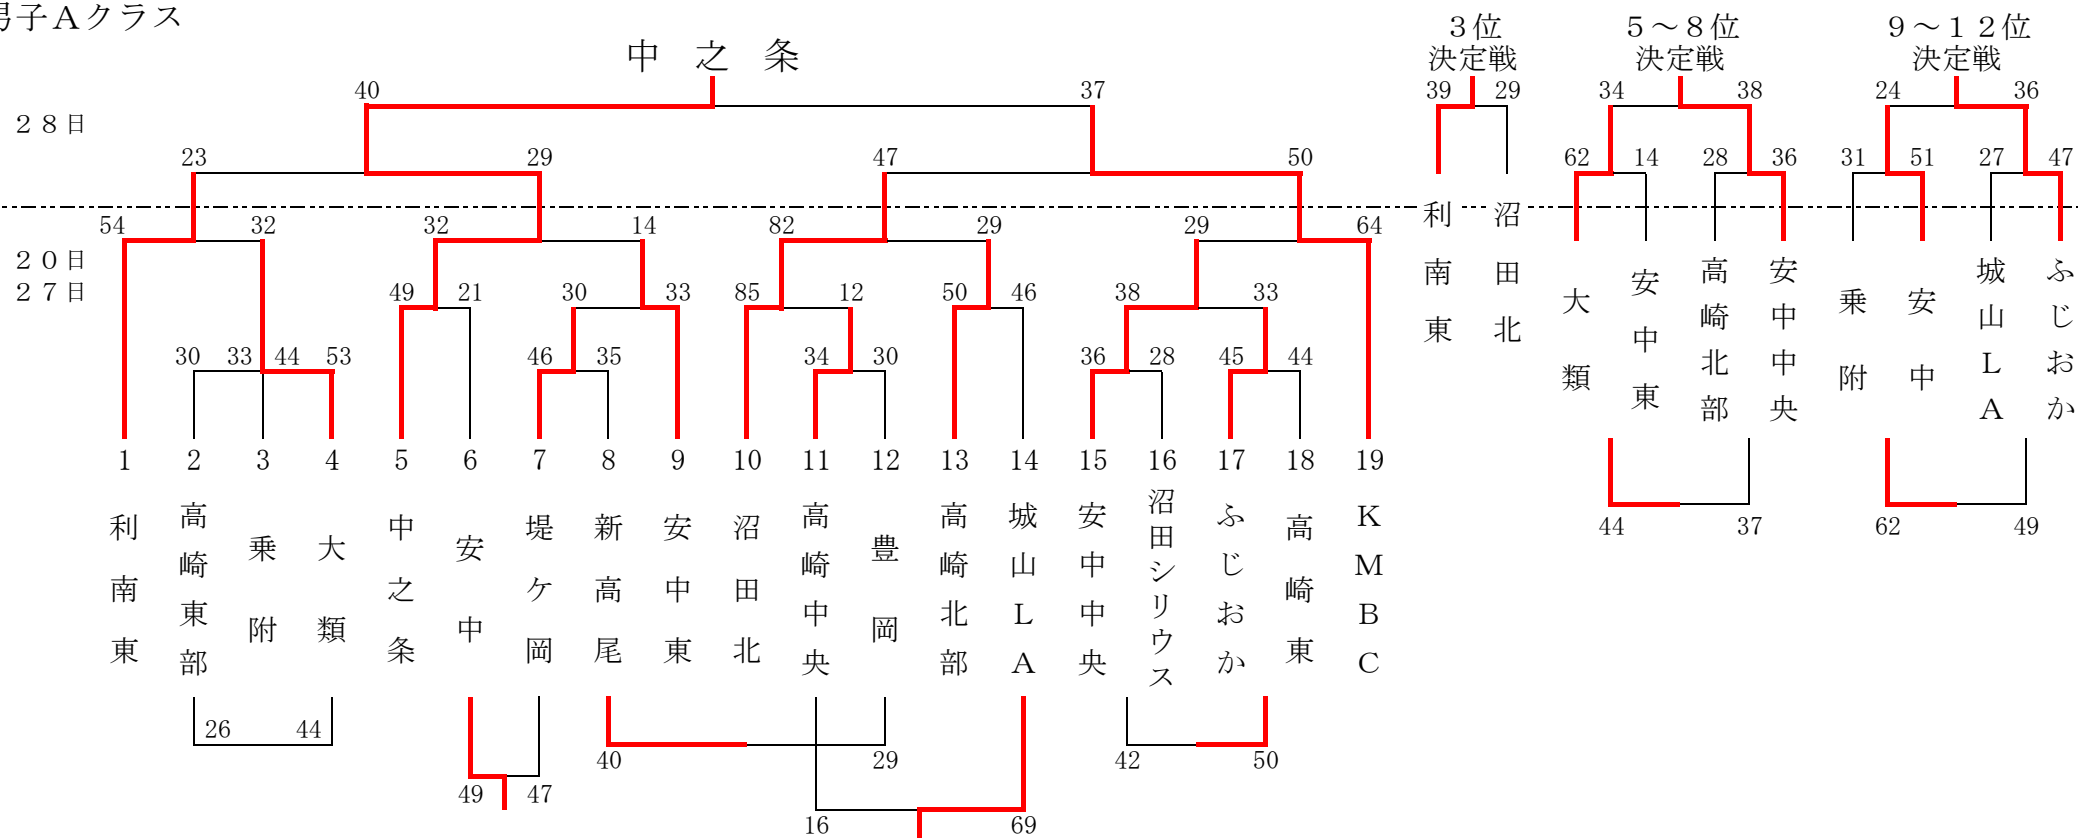 男子Aクラス
中 之 条
3位
決定戦
5～8位
決定戦
9～12位
決定戦
40 37 39 29 34 38 24 36
28日
23 29 47 50 62 14 28 36 31 51 27 47
54 32 32 14 82 29 29 64
20日
27日
49 21 30 33 85 12 50 46 38 33
30 33 44 53 46 35 34 30 36 28 45 44
利南東
沼田北
大類
安中東
高崎北部
安中中央
乗附
安中
城山LA
ふじおか
44 37 62 49
1 2 3 4 5 6 7 8 9 10 11 12 13 14 15 16 17 18 19
利南東
高崎東部
乗附
大類
中之条
安中
堤ケ岡
新高尾
安中東
沼田北
高崎中央
豊岡
高崎北部
城山LA
安中中央
沼田シリウス
ふじおか
高崎東
KMBC
26 44
40 29 42 50
49 47
16 69